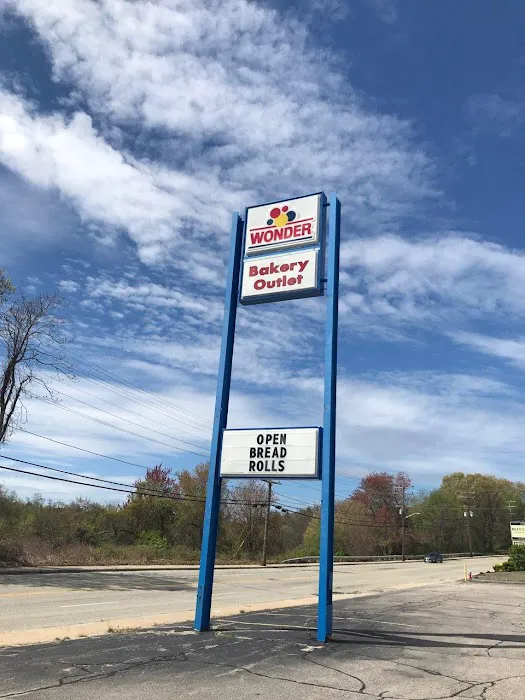 WONDER
Bakery
Outlet
OPEN
BREAD
ROLLS